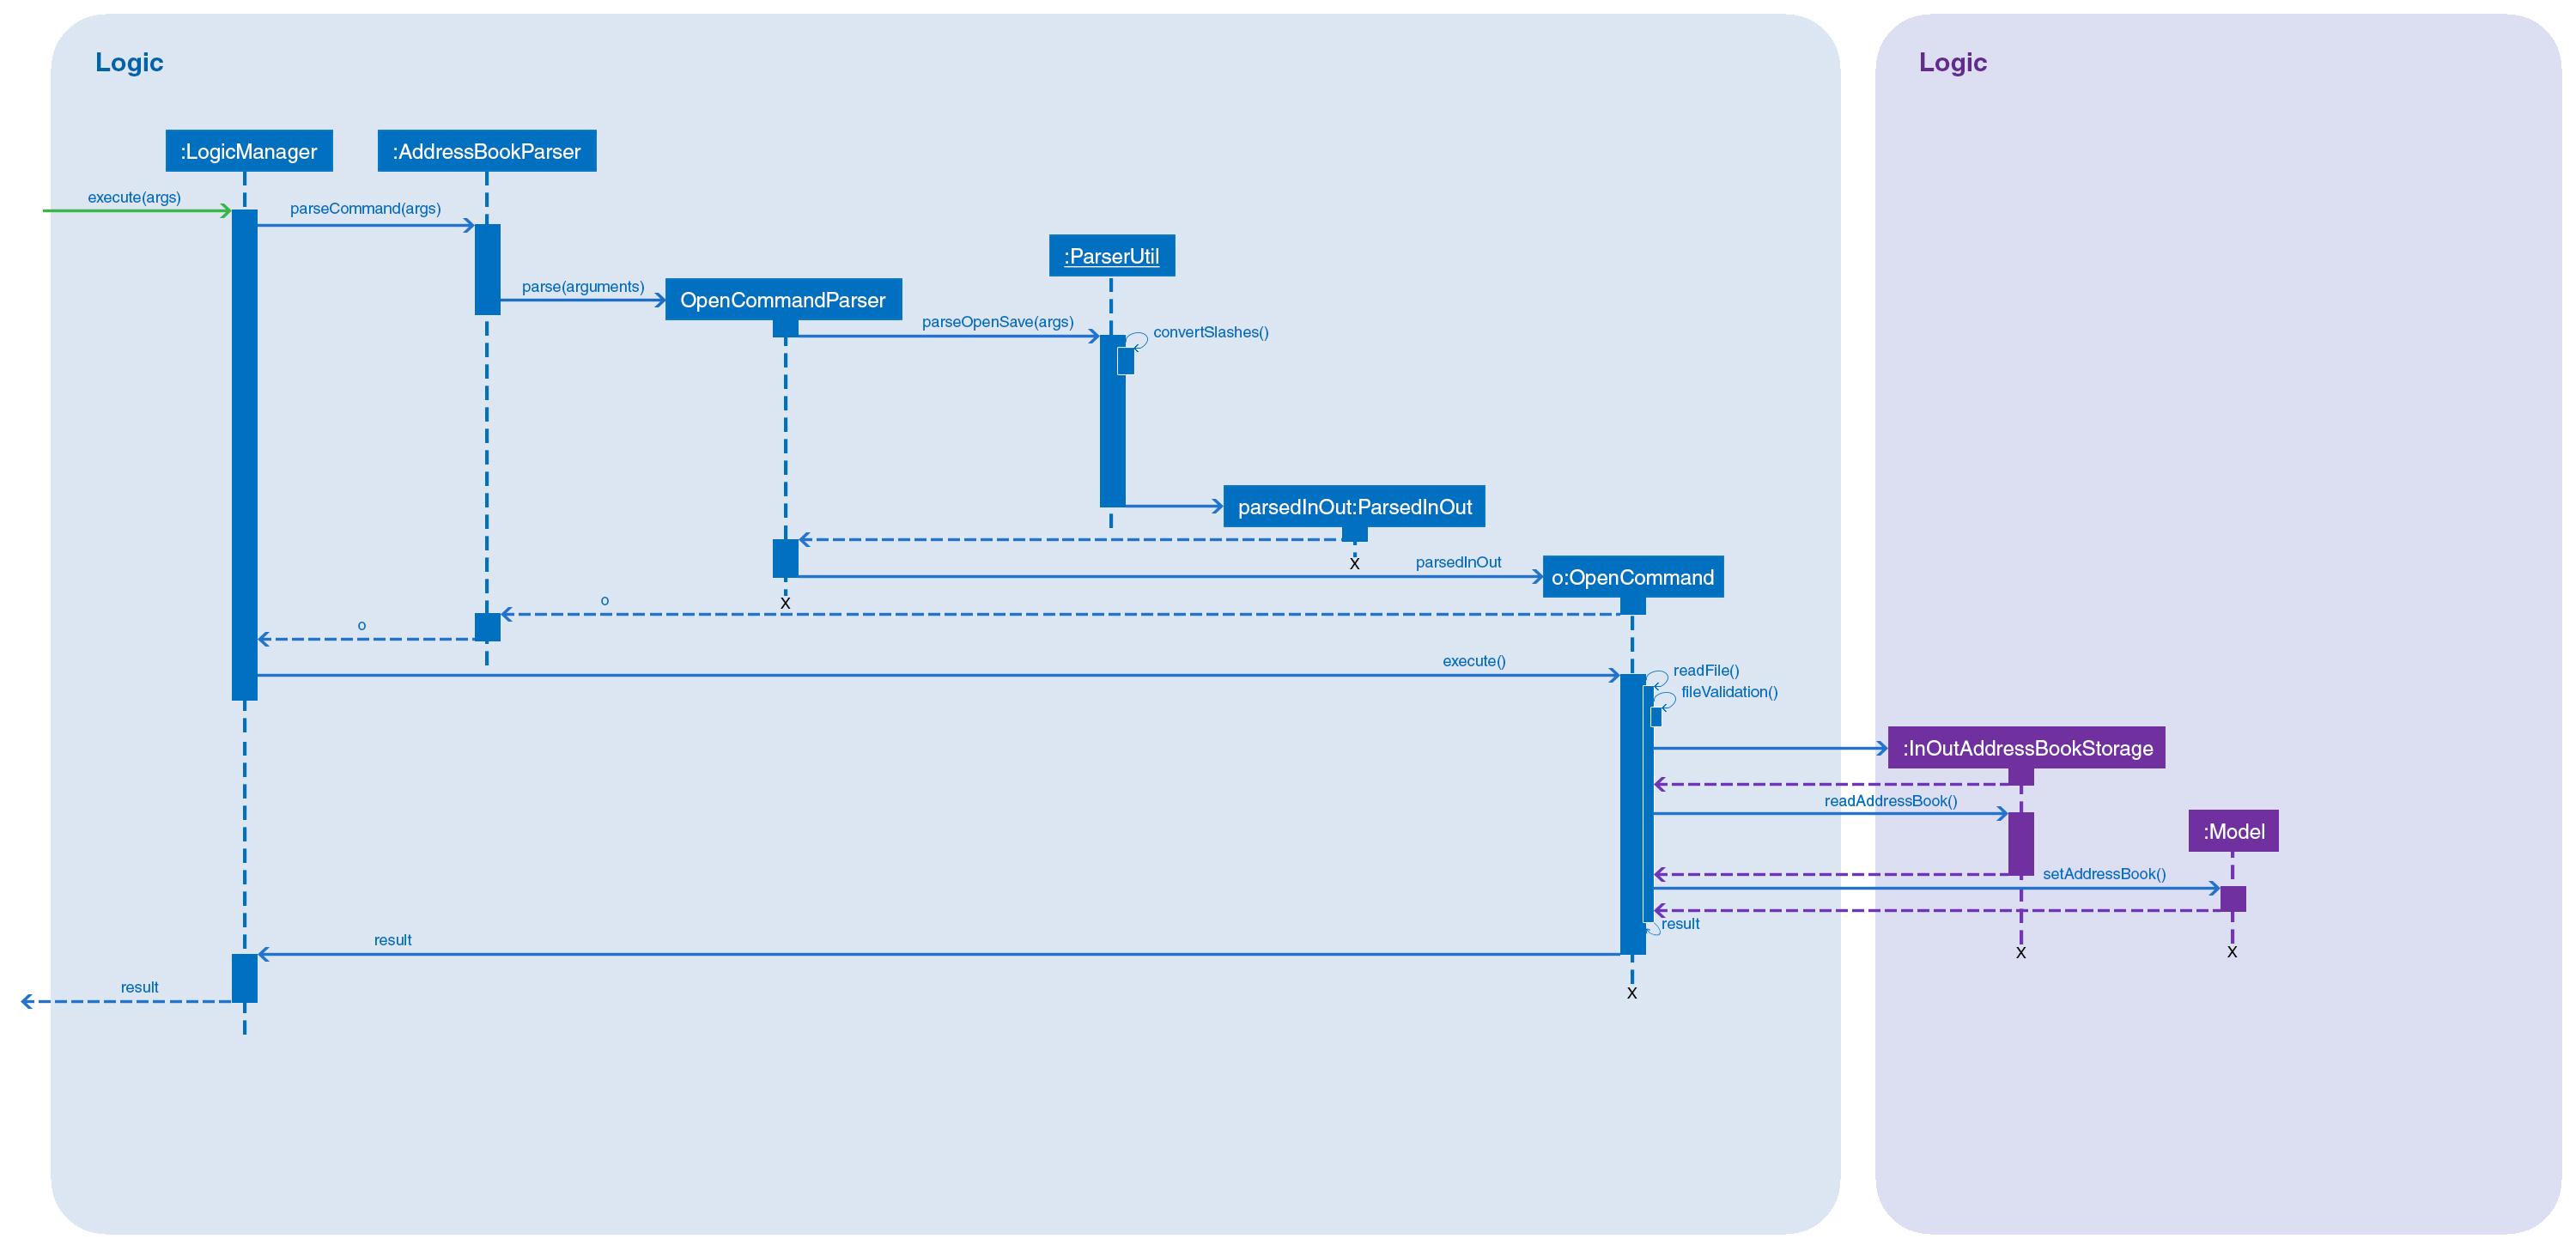 Logic
Logic
:LogicManager
:AddressBookParser
execute(args)
parseCommand(args)
:ParserUtil
parse(arguments)
OpenCommandParser
parseOpenSave(args)
convertSlashes()
parsedInOut:ParsedInOut
parsedInOut
x
o:OpenCommand
x
o
o
execute()
readFile()
fileValidation()
:InOutAddressBookStorage
readAddressBook()
:Model
setAddressBook()
result
result
x
x
result
x